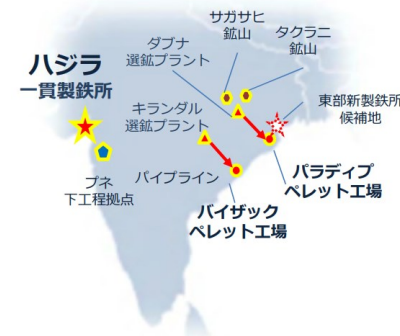 サガサヒ
鉱山
タクラニ
鉱山
ダブナ
選鉱プラント
ハジラ
一貫製鉄所
キランダル
選鉱プラント
東部新製鉄所
候補地
プネ
下工程拠点
パイプライン
パラディプ
ペレット工場
バイザック
ペレット工場